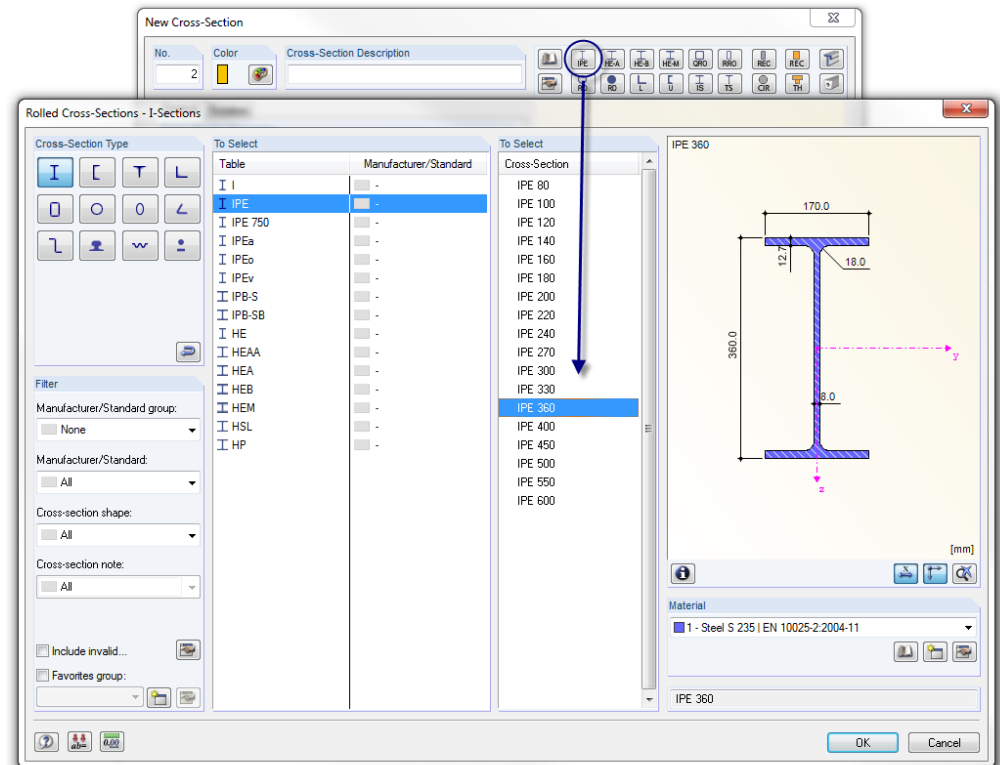 New Cross-Section
No.
Color
Cross-Section Description
2
IPE HE-A HE-B HE-M QRO RRO REC REC
RO RD L U IS TS CIR TH
Rolled Cross-Sections - I-Sections
Cross-Section Type
To Select
Table Manufacturer/Standard
I -
IPE -
IPE 750 -
IPEa -
IPEo -
IPEv -
IPB-S -
IPB-SB -
HE -
HEAA -
HEA -
HEB -
HEM -
HSL -
HP -
To Select
Cross-Section
IPE 80
IPE 100
IPE 120
IPE 140
IPE 160
IPE 180
IPE 200
IPE 220
IPE 240
IPE 270
IPE 300
IPE 330
IPE 360
IPE 400
IPE 450
IPE 500
IPE 550
IPE 600
IPE 360
170.0
12.7
18.0
360.0
y
8.0
z
[mm]
Filter
Manufacturer/Standard group:
None
Manufacturer/Standard:
All
Cross-section shape:
All
Cross-section note:
All
Include invalid...
Favorites group:
Material
1 - Steel S 235 | EN 10025-2:2004-11
IPE 360
ab=
0.00
OK
Cancel